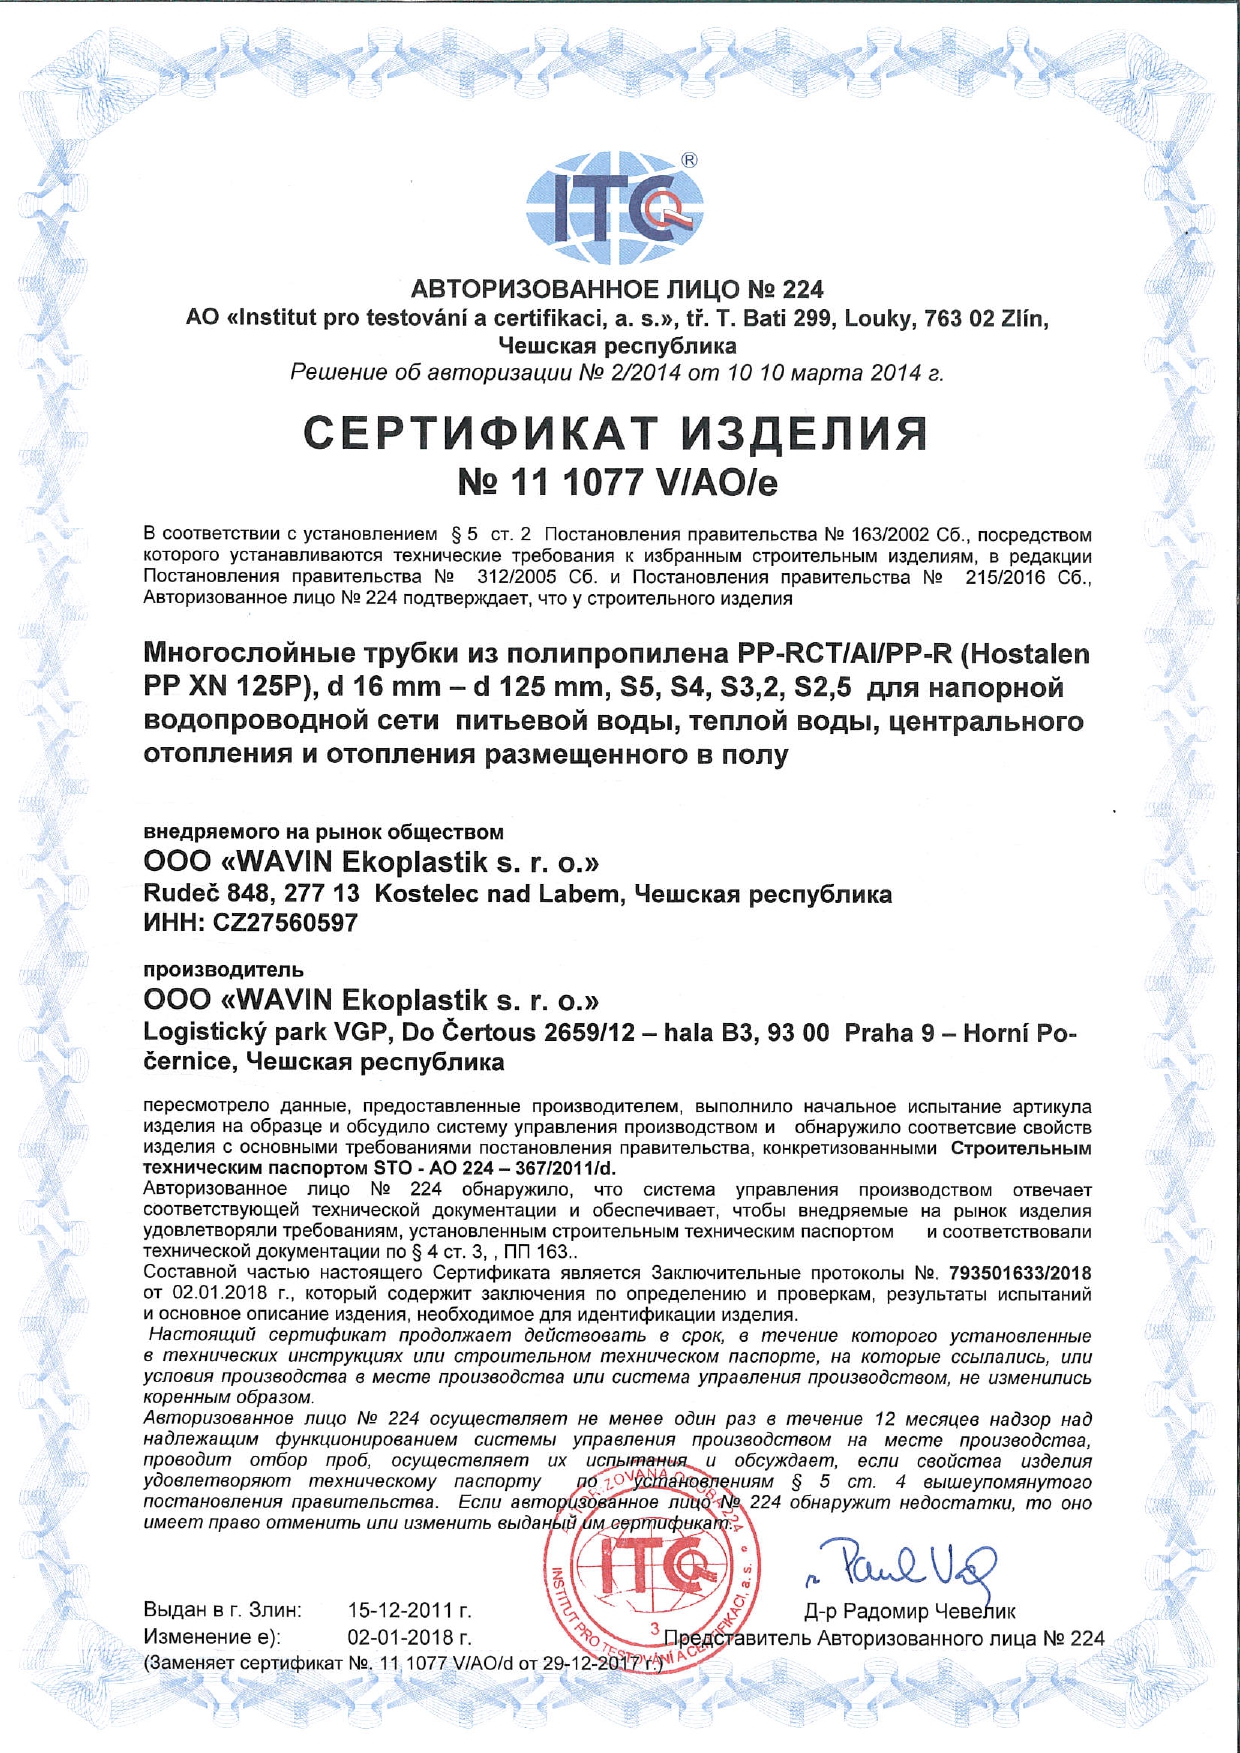 ITC ®
АВТОРИЗОВАННОЕ ЛИЦО № 224
АО «Institut pro testování a certifikaci, a. s.», tř. T. Bati 299, Louky, 763 02 Zlín,
Чешская республика
Решение об авторизации № 2/2014 от 10 10 марта 2014 г.
СЕРТИФИКАТ ИЗДЕЛИЯ
№ 11 1077 V/AO/e
В соответствии с установлением § 5 ст. 2 Постановления правительства № 163/2002 Сб., посредством
которого устанавливаются технические требования к избранным строительным изделиям, в редакции
Постановления правительства № 312/2005 Сб. и Постановления правительства № 215/2016 Сб.,
Авторизованное лицо № 224 подтверждает, что у строительного изделия
Многослойные трубки из полипропилена PP-RCT/Al/PP-R (Hostalen
PP XN 125P), d 16 mm – d 125 mm, S5, S4, S3,2, S2,5 для напорной
водопроводной сети питьевой воды, теплой воды, центрального
отопления и отопления размещенного в полу
внедряемого на рынок обществом
ООО «WAVIN Ekoplastik s. r. o.»
Rudeč 848, 277 13 Kostelec nad Labem, Чешская республика
ИНН: CZ27560597
производитель
ООО «WAVIN Ekoplastik s. r. o.»
Logistický park VGP, Do Čertous 2659/12 – hala B3, 93 00 Praha 9 – Horní Po-
černice, Чешская республика
пересмотрело данные, предоставленные производителем, выполнило начальное испытание артикула
изделия на образце и обсудило систему управления производством и обнаружило соответсвие свойств
изделия с основными требованиями постановления правительства, конкретизованными Строительным
техническим паспортом STO - AO 224 – 367/2011/d.
Авторизованное лицо № 224 обнаружило, что система управления производством отвечает
соответствующей технической документации и обеспечивает, чтобы внедряемые на рынок изделия
удовлетворяли требованиям, установленным строительным техническим паспортом и соответствовали
технической документации по § 4 ст. 3, , ПП 163..
Составной частью настоящего Сертификата является Заключительные протоколы №. 793501633/2018
от 02.01.2018 г., который содержит заключения по определению и проверкам, результаты испытаний
и основное описание издения, необходимое для идентификации изделия.
Настоящий сертификат продолжает действовать в срок, в течение которого установленные
в технических инструкциях или строительном техническом паспорте, на которые ссылались, или
условия производства в месте производства или система управления производством, не изменились
коренным образом.
Авторизованное лицо № 224 осуществляет не менее один раз в течение 12 месяцев надзор над
надлежащим функционированием системы управления производством на месте производства,
проводит отбор проб, осуществляет их испытания и обсуждает, если свойства изделия
удовлетворяют техническому паспорту по установлениям § 5 ст. 4 вышеупомянутого
постановления правительства. Если авторизованное лицо № 224 обнаружит недостатки, то оно
имеет право отменить или изменить выданый им сертификат.
AUTORIZOVANÁ OSOBA 224
ITC
INSTITUT PRO TESTOVÁNÍ A CERTIFIKACI, a. s.
3
Д-р Радомир Чевелик
Выдан в г. Злин: 15-12-2011 г.
Изменение е): 02-01-2018 г.
Представитель Авторизованного лица № 224
(Заменяет сертификат №. 11 1077 V/AO/d от 29-12-2017 г.)